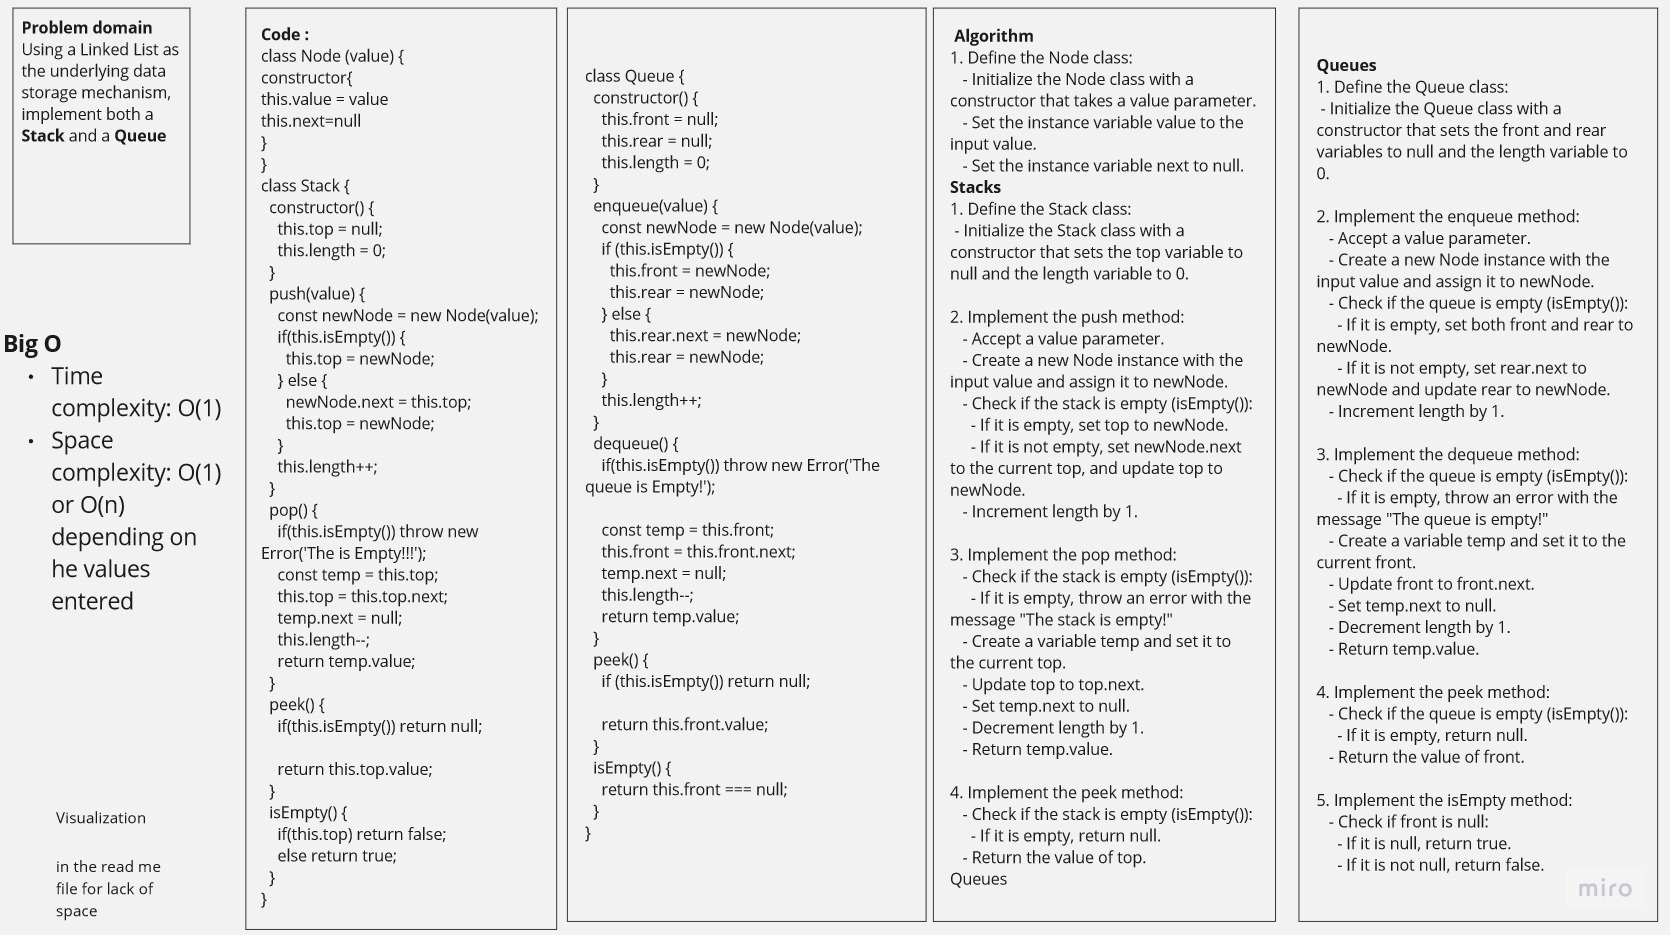 Problem domain
Using a Linked List as
the underlying data
storage mechanism,
implement both a
Stack and a Queue
Big O
• Time
complexity: O(1)
• Space
complexity: O(1)
or O(n)
depending on
he values
entered
Visualization
in the read me
file for lack of
space
Code :
class Node (value) {
constructor{
this.value = value
this.next=null
}
}
class Stack {
constructor() {
this.top = null;
this.length = 0;
}
push(value) {
const newNode = new Node(value);
if(this.isEmpty()) {
this.top = newNode;
} else {
newNode.next = this.top;
this.top = newNode;
}
this.length++;
}
pop() {
if(this.isEmpty()) throw new
Error('The is Empty!!!');
const temp = this.top;
this.top = this.top.next;
temp.next = null;
this.length--;
return temp.value;
}
peek() {
if(this.isEmpty()) return null;
return this.top.value;
}
isEmpty() {
if(this.top) return false;
else return true;
}
}
class Queue {
constructor() {
this.front = null;
this.rear = null;
this.length = 0;
}
enqueue(value) {
const newNode = new Node(value);
if (this.isEmpty()) {
this.front = newNode;
this.rear = newNode;
} else {
this.rear.next = newNode;
this.rear = newNode;
}
this.length++;
}
dequeue() {
if(this.isEmpty()) throw new Error('The
queue is Empty!');
const temp = this.front;
this.front = this.front.next;
temp.next = null;
this.length--;
return temp.value;
}
peek() {
if (this.isEmpty()) return null;
return this.front.value;
}
isEmpty() {
return this.front === null;
}
}
Algorithm
1. Define the Node class:
- Initialize the Node class with a
constructor that takes a value parameter.
- Set the instance variable value to the
input value.
- Set the instance variable next to null.
Stacks
1. Define the Stack class:
- Initialize the Stack class with a
constructor that sets the top variable to
null and the length variable to 0.
2. Implement the push method:
- Accept a value parameter.
- Create a new Node instance with the
input value and assign it to newNode.
- Check if the stack is empty (isEmpty()):
- If it is empty, set top to newNode.
- If it is not empty, set newNode.next
to the current top, and update top to
newNode.
- Increment length by 1.
3. Implement the pop method:
- Check if the stack is empty (isEmpty()):
- If it is empty, throw an error with the
message "The stack is empty!"
- Create a variable temp and set it to
the current top.
- Update top to top.next.
- Set temp.next to null.
- Decrement length by 1.
- Return temp.value.
4. Implement the peek method:
- Check if the stack is empty (isEmpty()):
- If it is empty, return null.
- Return the value of top.
Queues
Queues
1. Define the Queue class:
- Initialize the Queue class with a
constructor that sets the front and rear
variables to null and the length variable to
0.
2. Implement the enqueue method:
- Accept a value parameter.
- Create a new Node instance with the
input value and assign it to newNode.
- Check if the queue is empty (isEmpty()):
- If it is empty, set both front and rear to
newNode.
- If it is not empty, set rear.next to
newNode and update rear to newNode.
- Increment length by 1.
3. Implement the dequeue method:
- Check if the queue is empty (isEmpty()):
- If it is empty, throw an error with the
message "The queue is empty!"
- Create a variable temp and set it to the
current front.
- Update front to front.next.
- Set temp.next to null.
- Decrement length by 1.
- Return temp.value.
4. Implement the peek method:
- Check if the queue is empty (isEmpty()):
- If it is empty, return null.
- Return the value of front.
5. Implement the isEmpty method:
- Check if front is null:
- If it is null, return true.
- If it is not null, return false.
miro